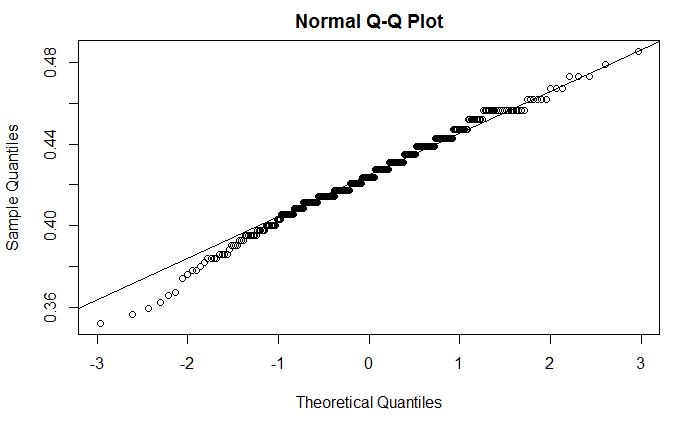 Normal Q-Q Plot
Sample Quantiles
0.48
0.44
0.40
0.36
-3 -2 -1 0 1 2 3
Theoretical Quantiles